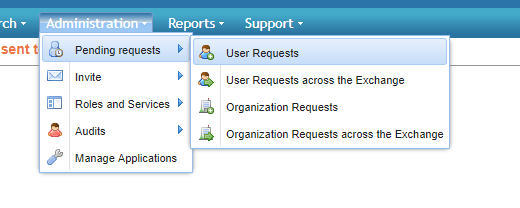 rch Administration Reports Support
sent t
Pending requests
Invite
Roles and Services
Audits
Manage Applications
User Requests
User Requests across the Exchange
Organization Requests
Organization Requests across the Exchange